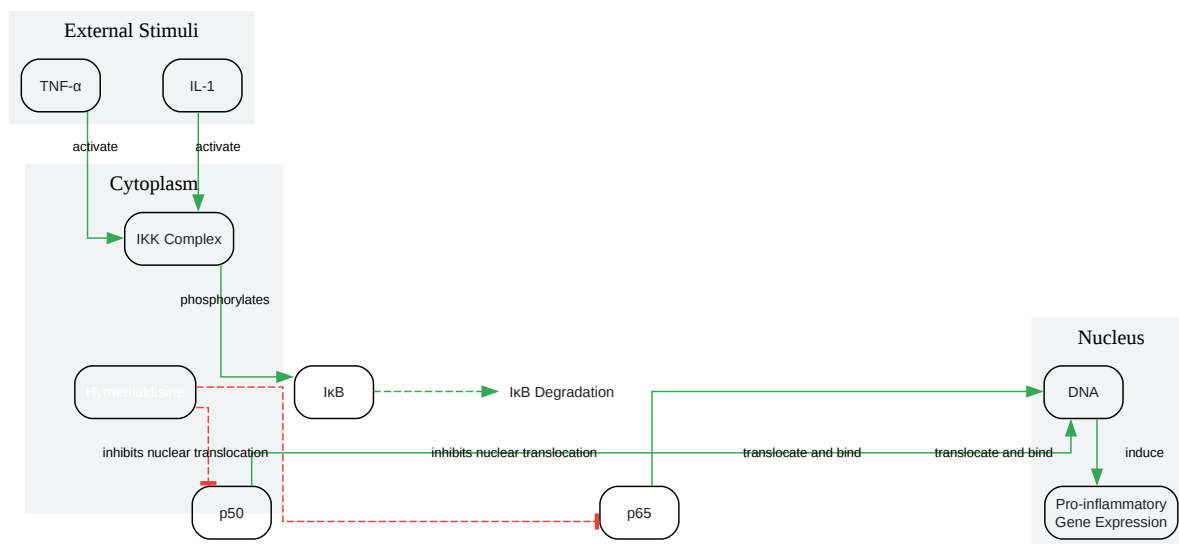 External Stimuli
TNF-α
IL-1
activate
activate
Cytoplasm
IKK Complex
phosphorylates
Nucleus
Hymenialdisine
IκB
IκB Degradation
DNA
inhibits nuclear translocation
inhibits nuclear translocation
translocate and bind
translocate and bind
induce
p50
p65
Pro-inflammatory
Gene Expression